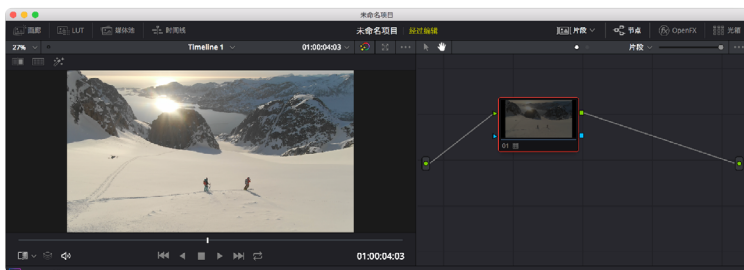 未命名项目
画廊 LUT 媒体池 时间线 未命名项目 经过编辑 片段 节点 OpenFX 光箱
27% Timeline 1 01:00:04:03 片段
01
01:00:04:03